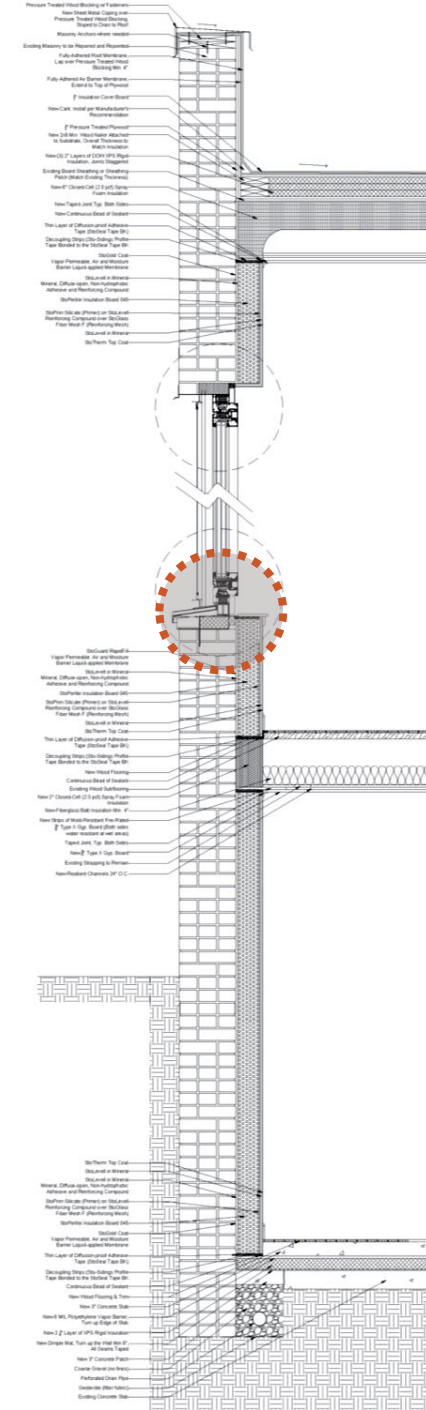 Pressure Treated Wood Blocking w/ Fasteners
New Sheet Metal Coping over
Pressure Treated Wood Blocking,
Sloped to Drain to Roof
Masonry Anchors where needed
Existing Masonry to be Repaired and Repointed
Fully-Adhered Roof Membrane,
Lap over Pressure Treated Wood
Blocking Min. 4"
Fully-Adhered Air Barrier Membrane,
Extend to Top of Plywood
Insulation Cover Board
New Cant, Install per Manufacturer's
Recommendation
Pressure Treated Plywood
New 2x8 Min. Wood Nailer Attached
to Substrate, Overall Thickness to
Match Insulation
New (3) 2" Layers of DOW XPS Rigid
Insulation, Joints Staggered
Existing Board Sheathing or Sheathing
Patch (Match Existing Thickness)
New 8" Closed-Cell (2.0 pcf) Spray
Foam Insulation
New Taped Joint Typ. Both Sides
New Continuous Bead of Sealant
Thin Layer of Diffusion-proof Adhesive
Tape (StoSeal Tape BK)
Decoupling Strips (Sto-Sidings Profile
Tape Bonded to the StoSeal Tape BK
StoGold Coat
Vapor Permeable, Air and Moisture
Barrier Liquid-applied Membrane
StoLevell in Mineral
Mineral, Diffuse-open, Non-Hydrophobic
Adhesive and Reinforcing Compound
StoPerlite Insulation Board 045
StoPrim Silicate (Primer) on StoLevell
Reinforcing Compound over StoGlass
Fiber Mesh F (Reinforcing Mesh)
StoLevell in Mineral
StoTherm Top Coat
StoGuard RapidFill
Vapor Permeable, Air and Moisture
Barrier Liquid-applied Membrane
StoLevell in Mineral
Mineral, Diffuse-open, Non-Hydrophobic
Adhesive and Reinforcing Compound
StoPerlite Insulation Board 045
StoPrim Silicate (Primer) on StoLevell
Reinforcing Compound over StoGlass
Fiber Mesh F (Reinforcing Mesh)
StoLevell in Mineral
StoTherm Top Coat
Thin Layer of Diffusion-proof Adhesive
Tape (StoSeal Tape BK)
Decoupling Strips (Sto-Sidings Profile
Tape Bonded to the StoSeal Tape BK
New Wood Flooring
Continuous Bead of Sealant
Existing Wood Subflooring
New 2" Closed-Cell (2.0 pcf) Spray Foam
Insulation
New Fiberglass Batt Insulation Min. 4"
New Strips of Mold-Resistant Pre-Rated
Type X Gyp. Board (Both sides
water resistant at wet areas)
Taped Joint, Typ. Both Sides
New Type X Gyp. Board
Existing Strapping to Remain
New Resilient Channels 24" O.C.
StoTherm Top Coat
StoLevell in Mineral
StoLevell in Mineral
Mineral, Diffuse-open, Non-Hydrophobic
Adhesive and Reinforcing Compound
StoPrim Silicate (Primer) on StoLevell
Reinforcing Compound over StoGlass
Fiber Mesh F (Reinforcing Mesh)
StoPerlite Insulation Board 045
StoGold Coat
Vapor Permeable, Air and Moisture
Barrier Liquid-applied Membrane
Thin Layer of Diffusion-proof Adhesive
Tape (StoSeal Tape BK)
Decoupling Strips (Sto-Sidings Profile
Tape Bonded to the StoSeal Tape BK
Continuous Bead of Sealant
New Wood Flooring & Trim
New 3" Concrete Slab
New 6 MIL Polyethylene Vapor Barrier,
Turn up Edge of Slab
Layer of XPS Rigid Insulation
New Dimple Mat, Turn up the Wall Min 6",
All Seams Taped
New 3" Concrete Patch
Coarse Gravel (no fines)
Perforated Drain Pipe
Geotextile (filter fabric)
Existing Concrete Slab